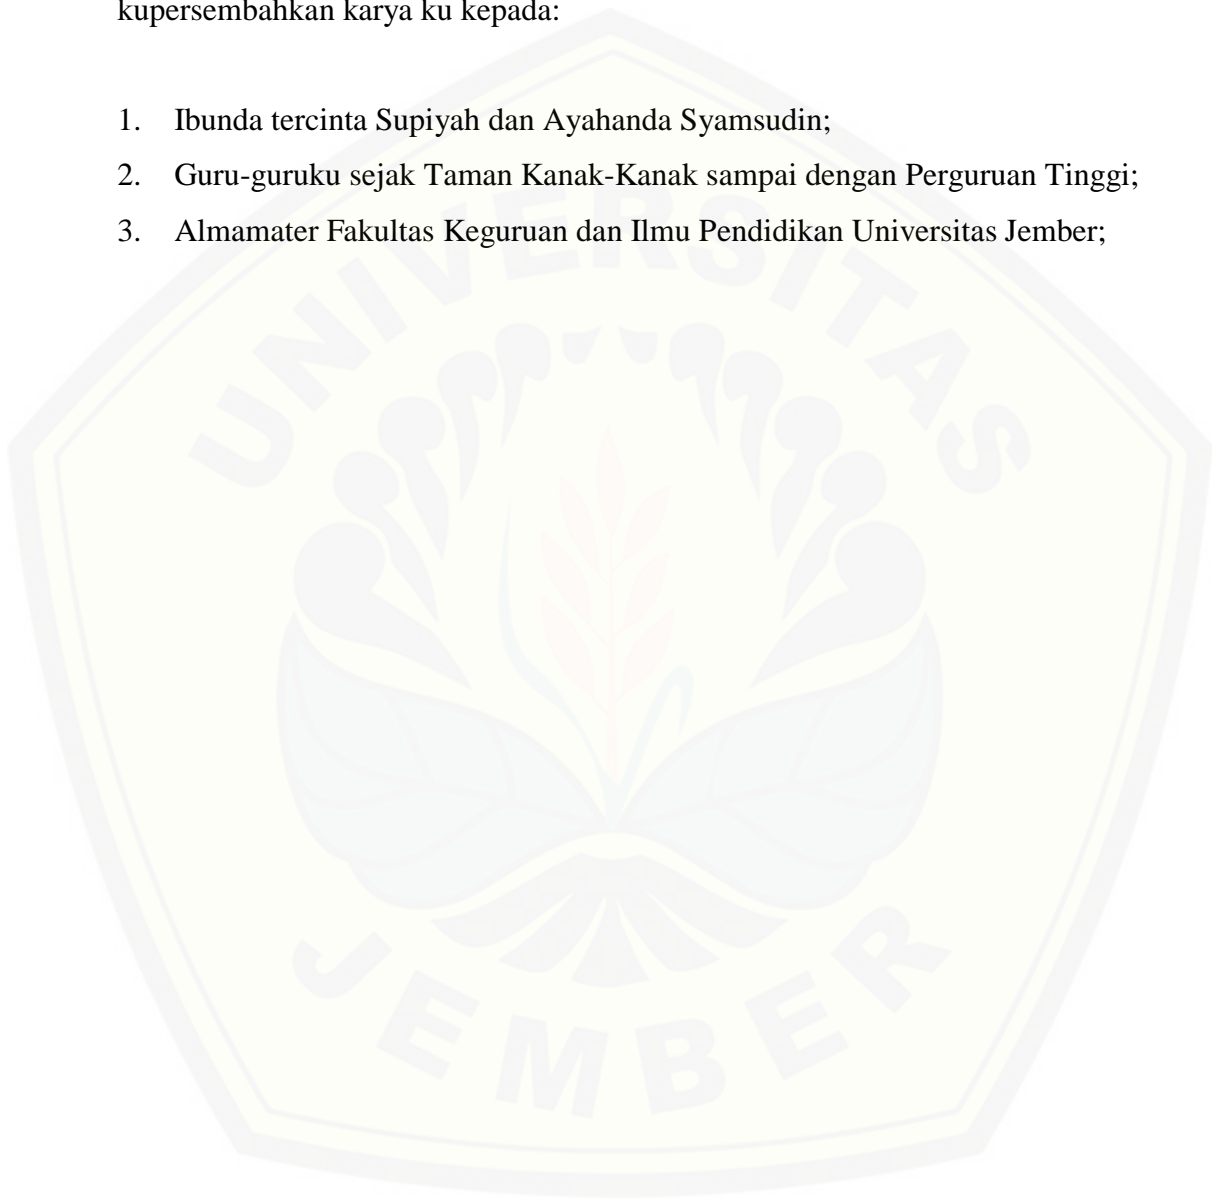 kupersembahkan karya ku kepada:
1. Ibunda tercinta Supiyah dan Ayahanda Syamsudin;
2. Guru-guruku sejak Taman Kanak-Kanak sampai dengan Perguruan Tinggi;
3. Almamater Fakultas Keguruan dan Ilmu Pendidikan Universitas Jember;
UNIVERSITAS
JEMBER